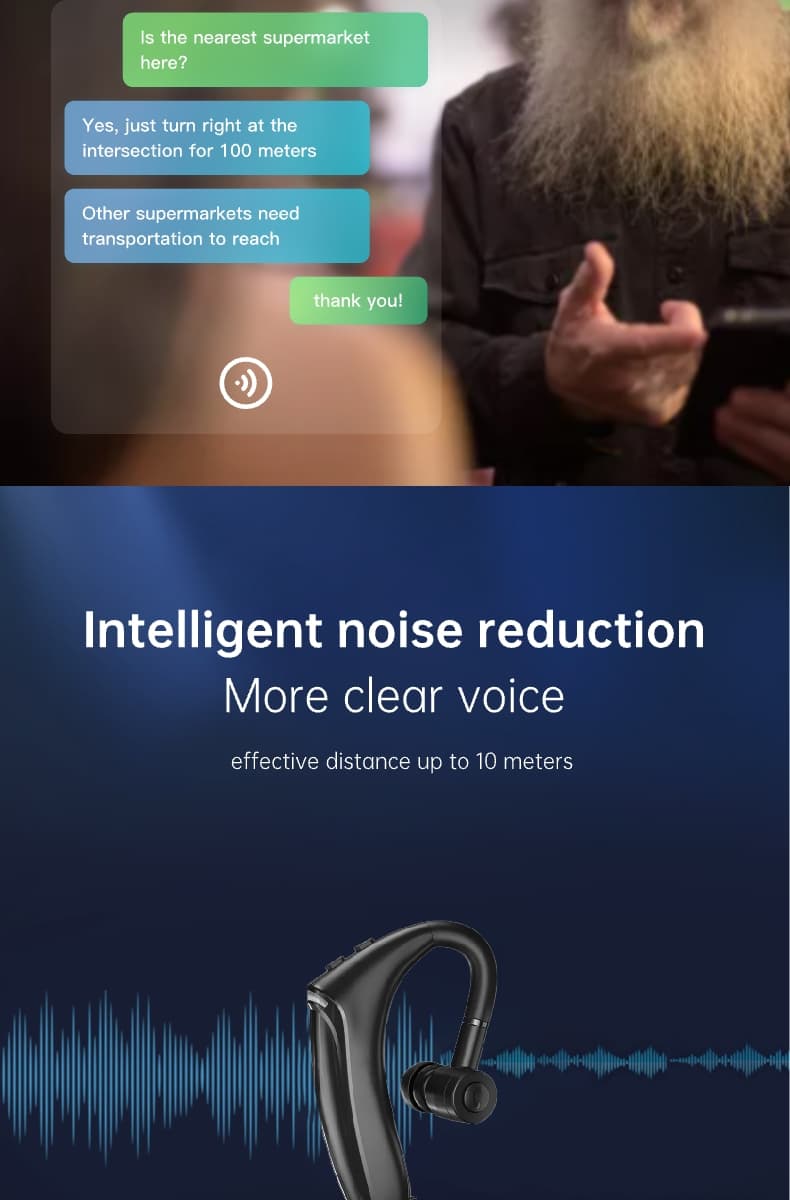 Is the nearest supermarket
here?
Yes, just turn right at the
intersection for 100 meters
Other supermarkets need
transportation to reach
thank you!
Intelligent noise reduction
More clear voice
effective distance up to 10 meters